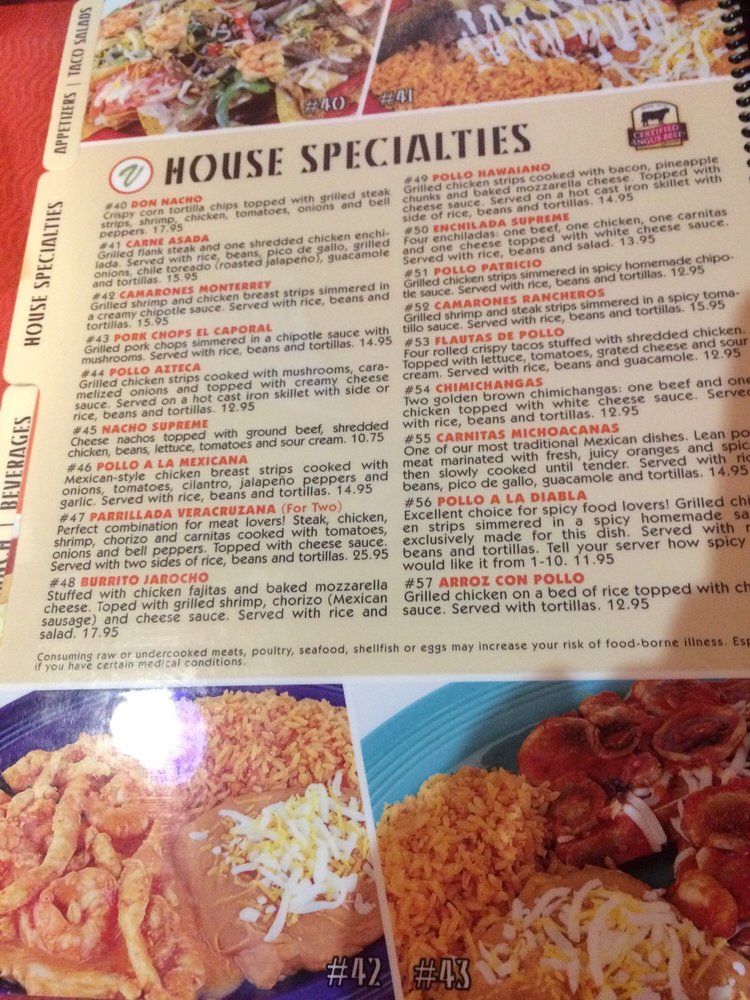 APPETIZERS | TACO SALADS
HOUSE SPECIALTIES
BEVERAGES
#40
#41
CERTIFIED
ANGUS BEEF
V HOUSE SPECIALTIES
#40 DON NACHO
Crispy corn tortilla chips topped with grilled steak
strips, shrimp, chicken, tomatoes, onions and bell
peppers. 17.95
#41 CARNE ASADA
Grilled flank steak and one shredded chicken enchi-
lada. Served with rice, beans, pico de gallo, grilled
onions, chile toreado (roasted jalapeño), guacamole
and tortillas. 15.95
#42 CAMARONES MONTERREY
Grilled shrimp and chicken breast strips simmered in
a creamy chipotle sauce. Served with rice, beans and
tortillas. 15.95
#43 PORK CHOPS EL CAPORAL
Grilled pork chops simmered in a chipotle sauce with
mushrooms. Served with rice, beans and tortillas. 14.95
#44 POLLO AZTECA
Grilled chicken strips cooked with mushrooms, cara-
melized onions and topped with creamy cheese
sauce. Served on a hot cast iron skillet with side or
rice, beans and tortillas. 12.95
#45 NACHO SUPREME
Cheese nachos topped with ground beef, shredded
chicken, beans, lettuce, tomatoes and sour cream. 10.75
#46 POLLO A LA MEXICANA
Mexican-style chicken breast strips cooked with
onions, tomatoes, cilantro, jalapeño peppers and
garlic. Served with rice, beans and tortillas. 14.95
#47 PARRILLADA VERACRUZANA (For Two)
Perfect combination for meat lovers! Steak, chicken,
shrimp, chorizo and carnitas cooked with tomatoes,
onions and bell peppers. Topped with cheese sauce.
Served with two sides of rice, beans and tortillas. 25.95
#48 BURRITO JAROCHO
Stuffed with chicken fajitas and baked mozzarella
cheese. Toped with grilled shrimp, chorizo (Mexican
sausage) and cheese sauce. Served with rice and
salad. 17.95
#49 POLLO HAWAIANO
Grilled chicken strips cooked with bacon, pineapple
chunks and baked mozzarella cheese. Topped with
cheese sauce. Served on a hot cast iron skillet with
side of rice, beans and tortillas. 14.95
#50 ENCHILADA SUPREME
Four enchiladas: one beef, one chicken, one carnitas
and one cheese topped with white cheese sauce.
Served with rice, beans and salad. 13.95
#51 POLLO PATRICIO
Grilled chicken strips simmered in spicy homemade chipo-
tle sauce. Served with rice, beans and tortillas. 12.95
#52 CAMARONES RANCHEROS
Grilled shrimp and steak strips simmered in a spicy toma-
tillo sauce. Served with rice, beans and tortillas. 15.95
#53 FLAUTAS DE POLLO
Four rolled crispy tacos stuffed with shredded chicken.
Topped with lettuce, tomatoes, grated cheese and sour
cream. Served with rice, beans and guacamole. 12.95
#54 CHIMICHANGAS
Two golden brown chimichangas: one beef and one
chicken topped with white cheese sauce. Served
with rice, beans and tortillas. 12.95
#55 CARNITAS MICHOACANAS
One of our most traditional Mexican dishes. Lean po
meat marinated with fresh, juicy oranges and spic
then slowly cooked until tender. Served with ric
beans, pico de gallo, guacamole and tortillas. 14.95
#56 POLLO A LA DIABLA
Excellent choice for spicy food lovers! Grilled ch
en strips simmered in a spicy homemade sa
exclusively made for this dish. Served with r
beans and tortillas. Tell your server how spicy
would like it from 1-10. 11.95
#57 ARROZ CON POLLO
Grilled chicken on a bed of rice topped with ch
sauce. Served with tortillas. 12.95
Consuming raw or undercooked meats, poultry, seafood, shellfish or eggs may increase your risk of food-borne illness. Esp
if you have certain medical conditions.
#42
#43